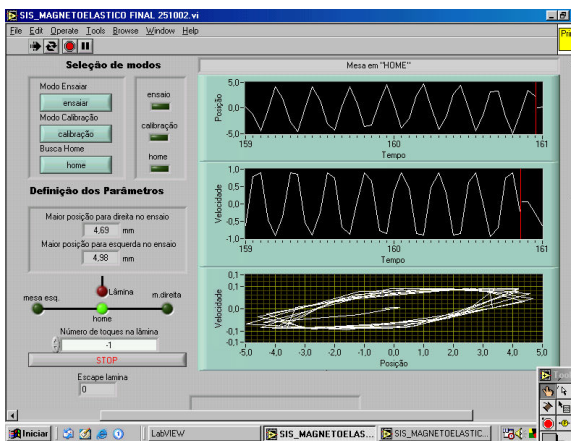 SIS_MAGNETOELASTICO FINAL 251002.vi
File Edit Operate Tools Browse Window Help
Seleção de modos
Modo Ensaiar
ensaiar
Modo Calibração
calibração
Busca Home
home
ensaio
calibração
home
Definição dos Parâmetros
Maior posição para direita no ensaio
4,69 mm
Maior posição para esquerda no ensaio
4,98 mm
Lâmina
mesa esq.
m.direita
home
Número de toques na lâmina
-1
STOP
Escape lamina
0
Mesa em "HOME"
Posição
5,0
0,0
-5,0
159 160 161
Tempo
Velocidade
1,0
0,5
0,0
-0,5
-1,0
159 160 161
Tempo
Velocidade
0,1
0,1
0,0
-0,1
-0,1
-5,0 -4,0 -3,0 -2,0 -1,0 0,0 1,0 2,0 3,0 4,0 5,0
Posição
Iniciar
LabVIEW
SIS_MAGNETOELAS...
SIS_MAGNETOELASTIC...